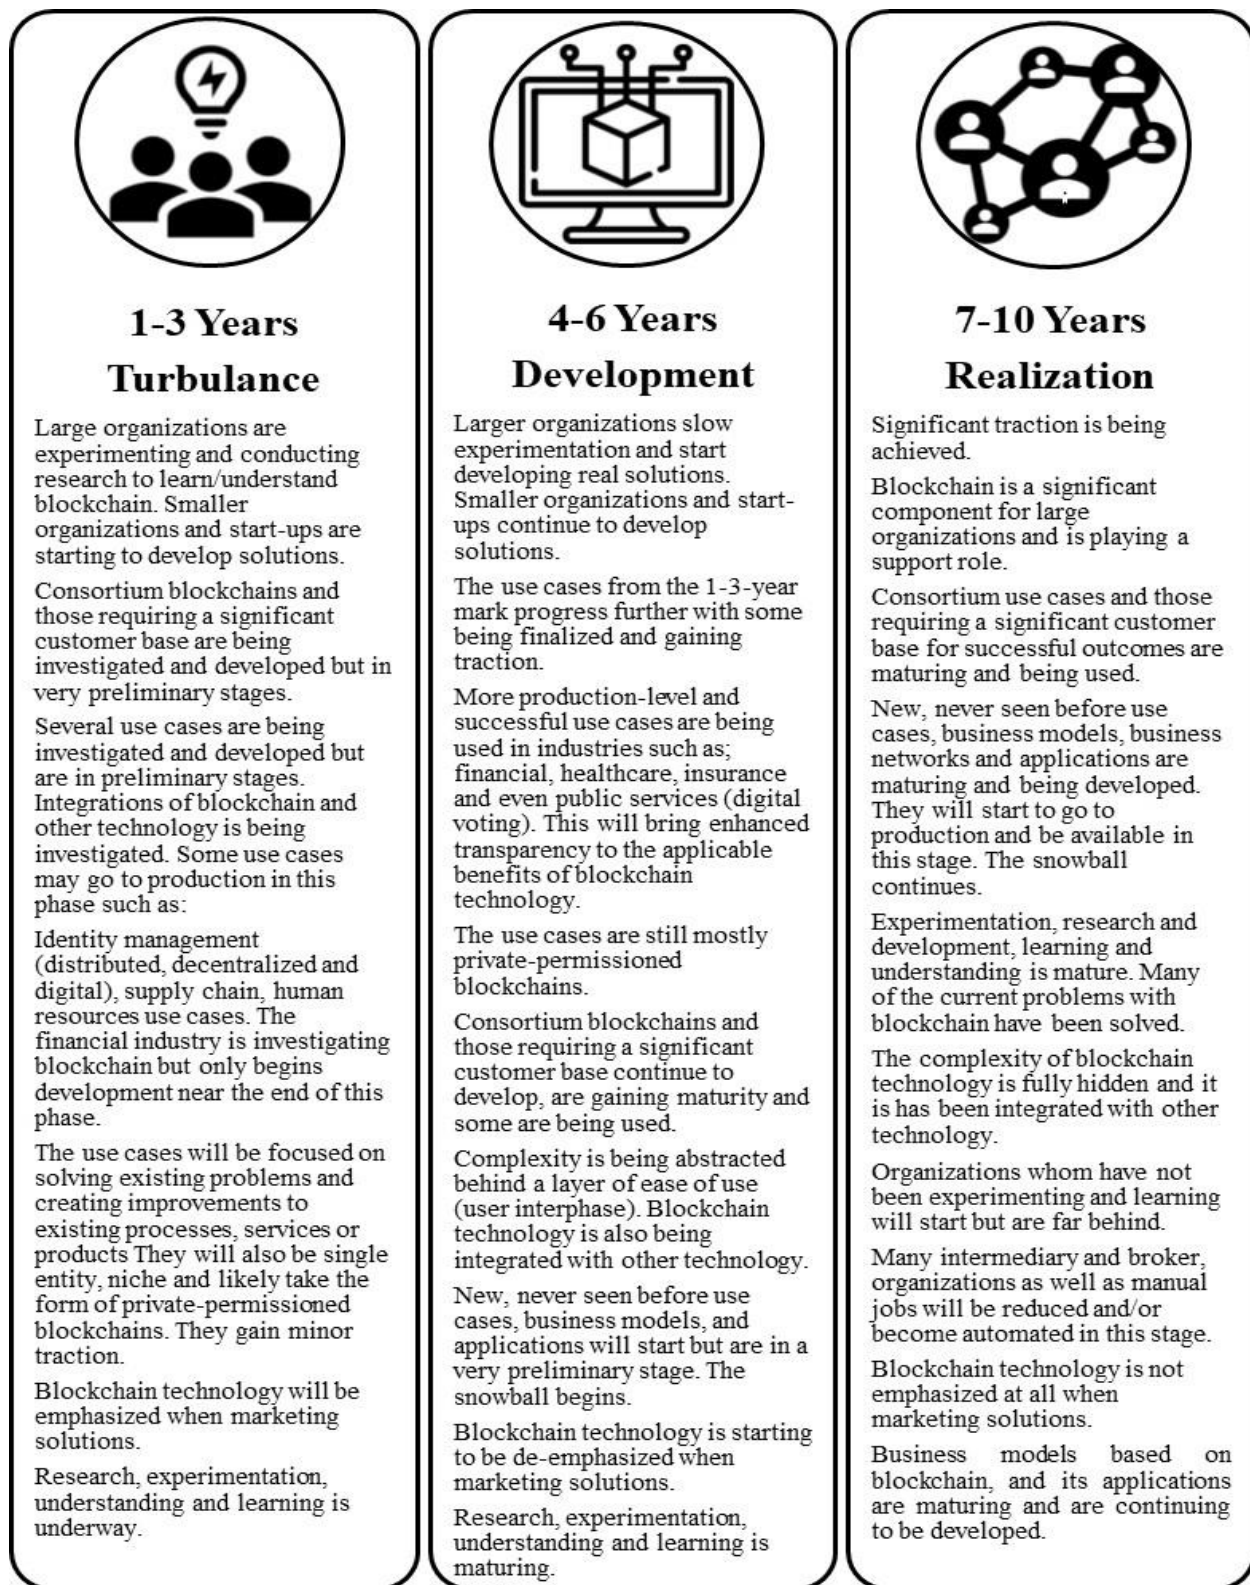 1-3 Years
Turbulance
Large organizations are
experimenting and conducting
research to learn/understand
blockchain. Smaller
organizations and start-ups are
starting to develop solutions.
Consortium blockchains and
those requiring a significant
customer base are being
investigated and developed but in
very preliminary stages.
Several use cases are being
investigated and developed but
are in preliminary stages.
Integrations of blockchain and
other technology is being
investigated. Some use cases
may go to production in this
phase such as:
Identity management
(distributed, decentralized and
digital), supply chain, human
resources use cases. The
financial industry is investigating
blockchain but only begins
development near the end of this
phase.
The use cases will be focused on
solving existing problems and
creating improvements to
existing processes, services or
products They will also be single
entity, niche and likely take the
form of private-permissioned
blockchains. They gain minor
traction.
Blockchain technology will be
emphasized when marketing
solutions.
Research, experimentation,
understanding and learning is
underway.
4-6 Years
Development
Larger organizations slow
experimentation and start
developing real solutions.
Smaller organizations and start-
ups continue to develop
solutions.
The use cases from the 1-3-year
mark progress further with some
being finalized and gaining
traction.
More production-level and
successful use cases are being
used in industries such as;
financial, healthcare, insurance
and even public services (digital
voting). This will bring enhanced
transparency to the applicable
benefits of blockchain
technology.
The use cases are still mostly
private-permissioned
blockchains.
Consortium blockchains and
those requiring a significant
customer base continue to
develop, are gaining maturity and
some are being used.
Complexity is being abstracted
behind a layer of ease of use
(user interphase). Blockchain
technology is also being
integrated with other technology.
New, never seen before use
cases, business models, and
applications will start but are in a
very preliminary stage. The
snowball begins.
Blockchain technology is starting
to be de-emphasized when
marketing solutions.
Research, experimentation,
understanding and learning is
maturing.
7-10 Years
Realization
Significant traction is being
achieved.
Blockchain is a significant
component for large
organizations and is playing a
support role.
Consortium use cases and those
requiring a significant customer
base for successful outcomes are
maturing and being used.
New, never seen before use
cases, business models, business
networks and applications are
maturing and being developed.
They will start to go to
production and be available in
this stage. The snowball
continues.
Experimentation, research and
development, learning and
understanding is mature. Many
of the current problems with
blockchain have been solved.
The complexity of blockchain
technology is fully hidden and it
is has been integrated with other
technology.
Organizations whom have not
been experimenting and learning
will start but are far behind.
Many intermediary and broker,
organizations as well as manual
jobs will be reduced and/or
become automated in this stage.
Blockchain technology is not
emphasized at all when
marketing solutions.
Business models based on
blockchain, and its applications
are maturing and are continuing
to be developed.